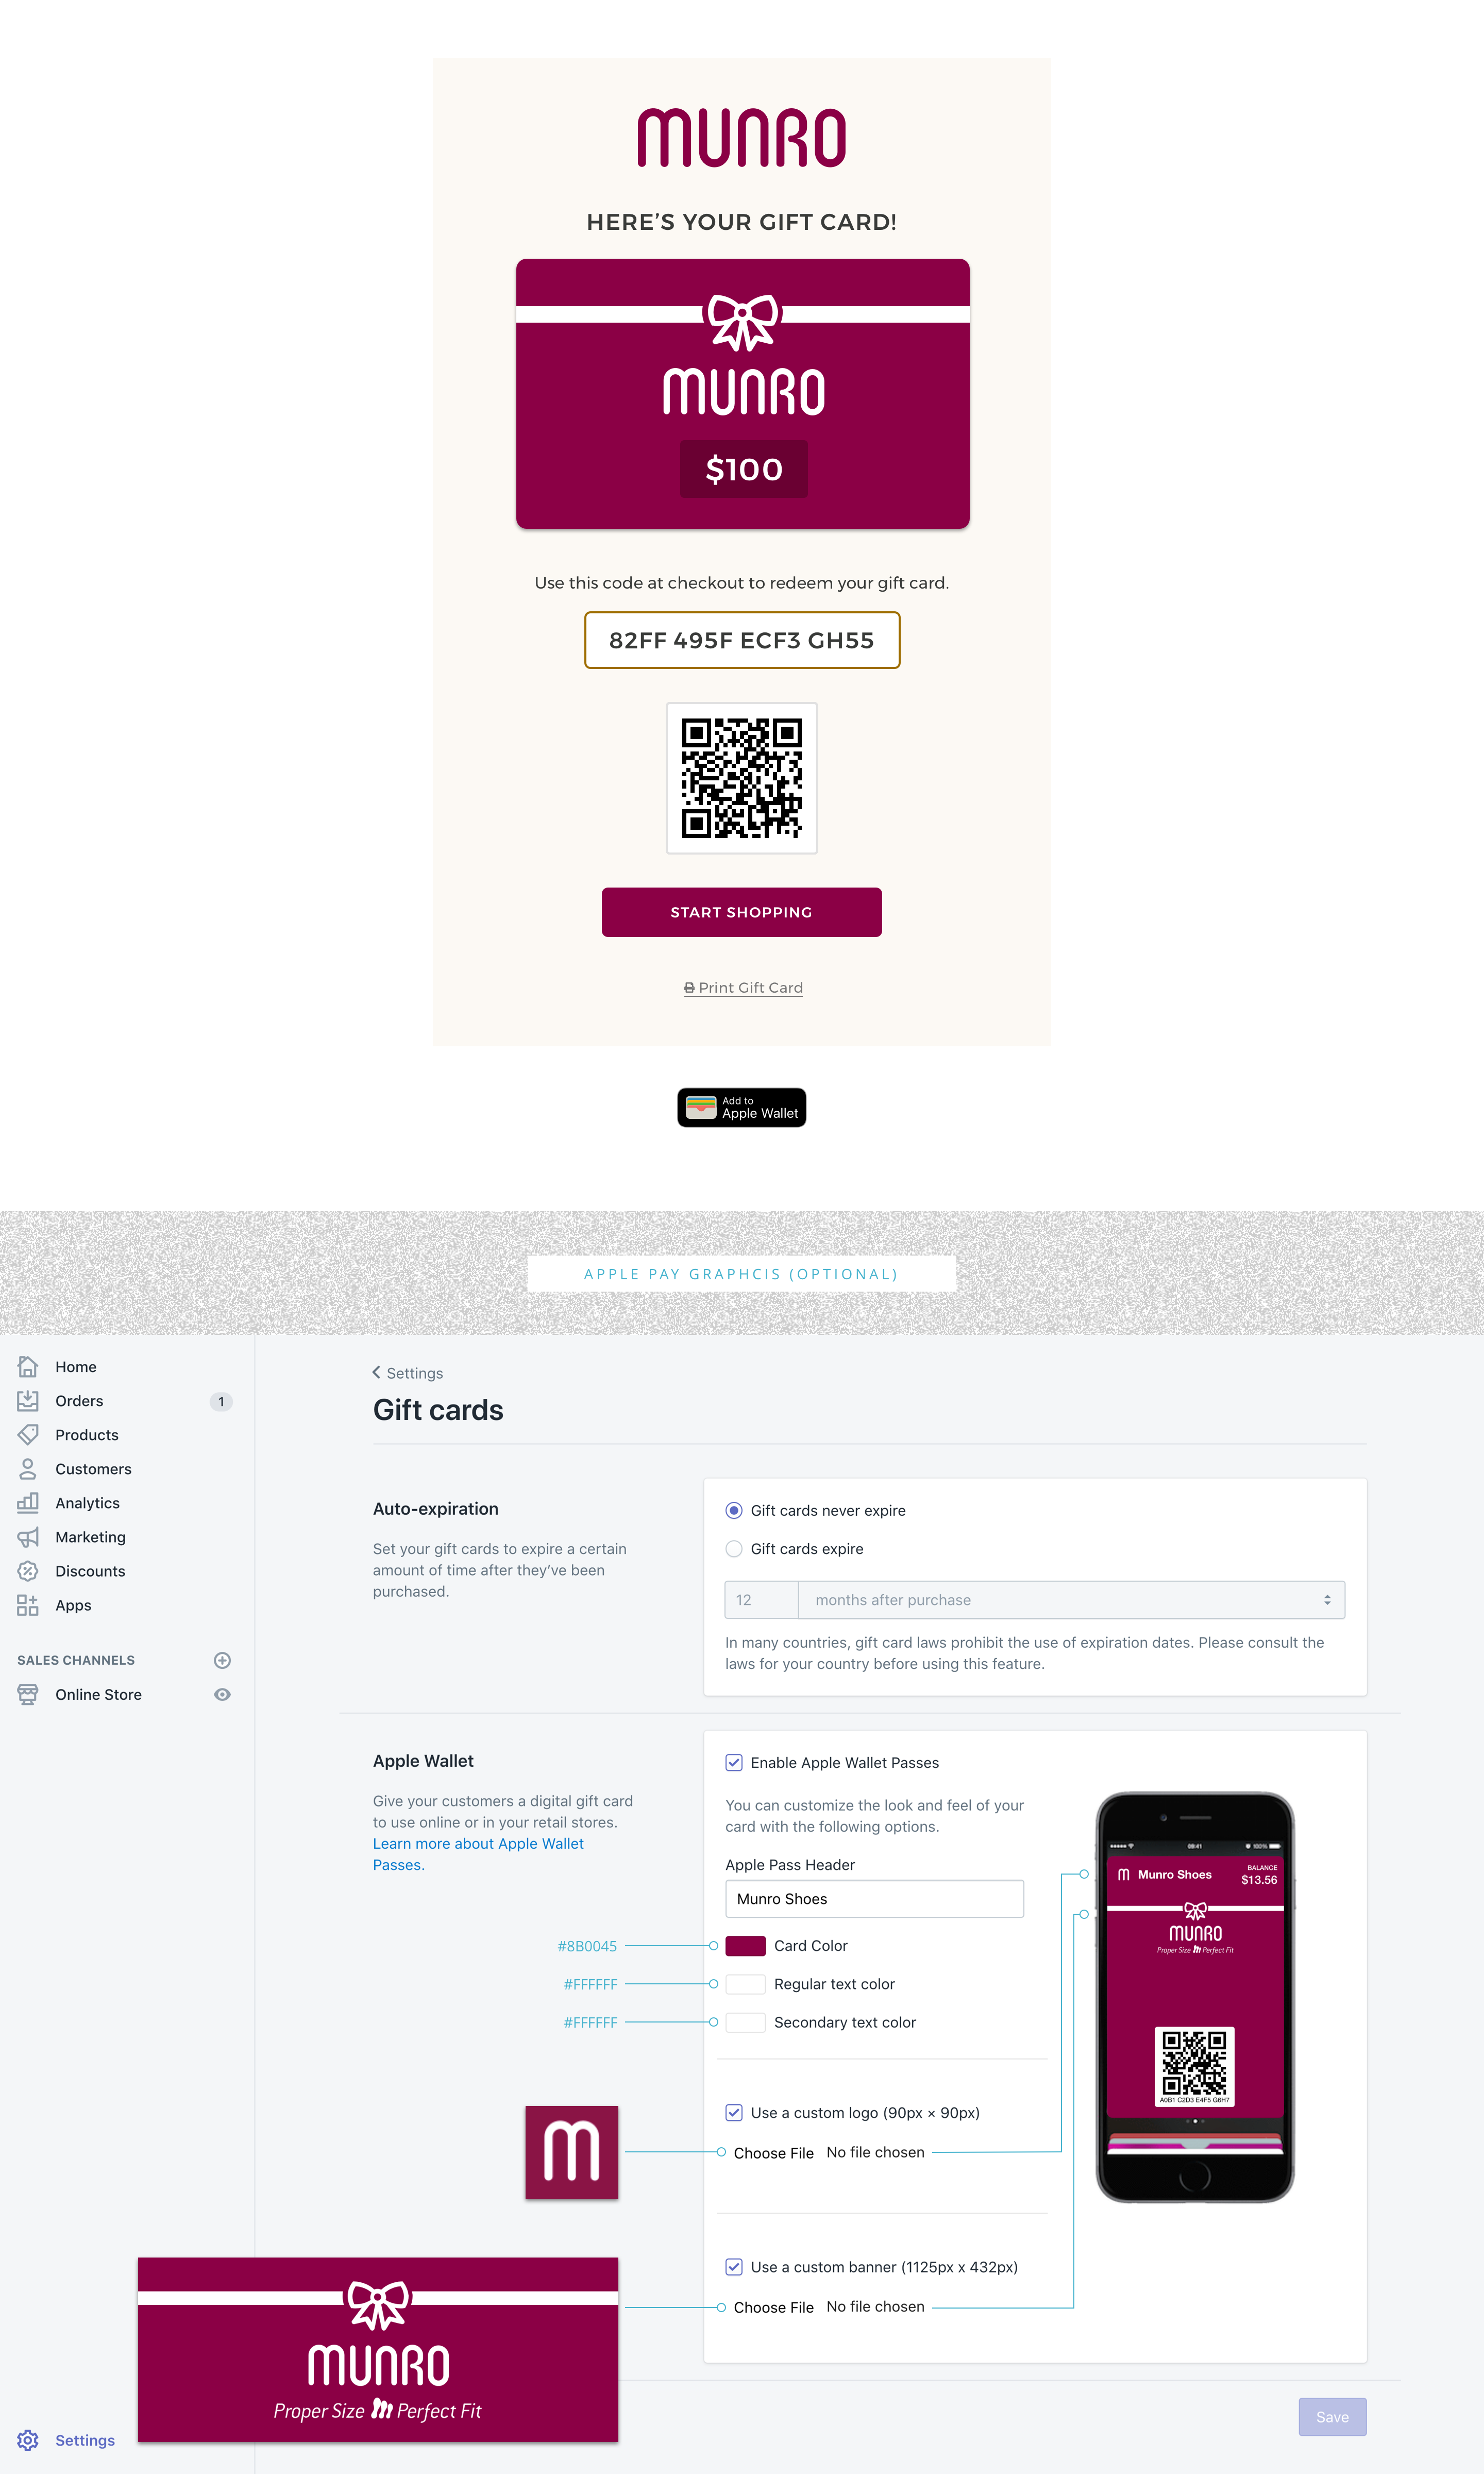 MUNRO
HERE'S YOUR GIFT CARD!
MUNRO
$100
Use this code at checkout to redeem your gift card.
82FF 495F ECF3 GH55
START SHOPPING
Print Gift Card
Add to
Apple Wallet
APPLE PAY GRAPHCIS (OPTIONAL)
Home
Orders 1
Products
Customers
Analytics
Marketing
Discounts
Apps
SALES CHANNELS
Online Store
Settings
Settings
Gift cards
Auto-expiration
Set your gift cards to expire a certain
amount of time after they've been
purchased.
Gift cards never expire
Gift cards expire
12 months after purchase
In many countries, gift card laws prohibit the use of expiration dates. Please consult the
laws for your country before using this feature.
Apple Wallet
Give your customers a digital gift card
to use online or in your retail stores.
Learn more about Apple Wallet
Passes.
Enable Apple Wallet Passes
You can customize the look and feel of your
card with the following options.
Apple Pass Header
Munro Shoes
#8B0045 Card Color
#FFFFFF Regular text color
#FFFFFF Secondary text color
M
Use a custom logo (90px × 90px)
Choose File No file chosen
Use a custom banner (1125px x 432px)
Choose File No file chosen
MUNRO
Proper Size m Perfect Fit
08:41 100%
M Munro Shoes
BALANCE
$13.56
MUNRO
Proper Size m Perfect Fit
A0B1 C2D3 E4F5 G6H7
Save